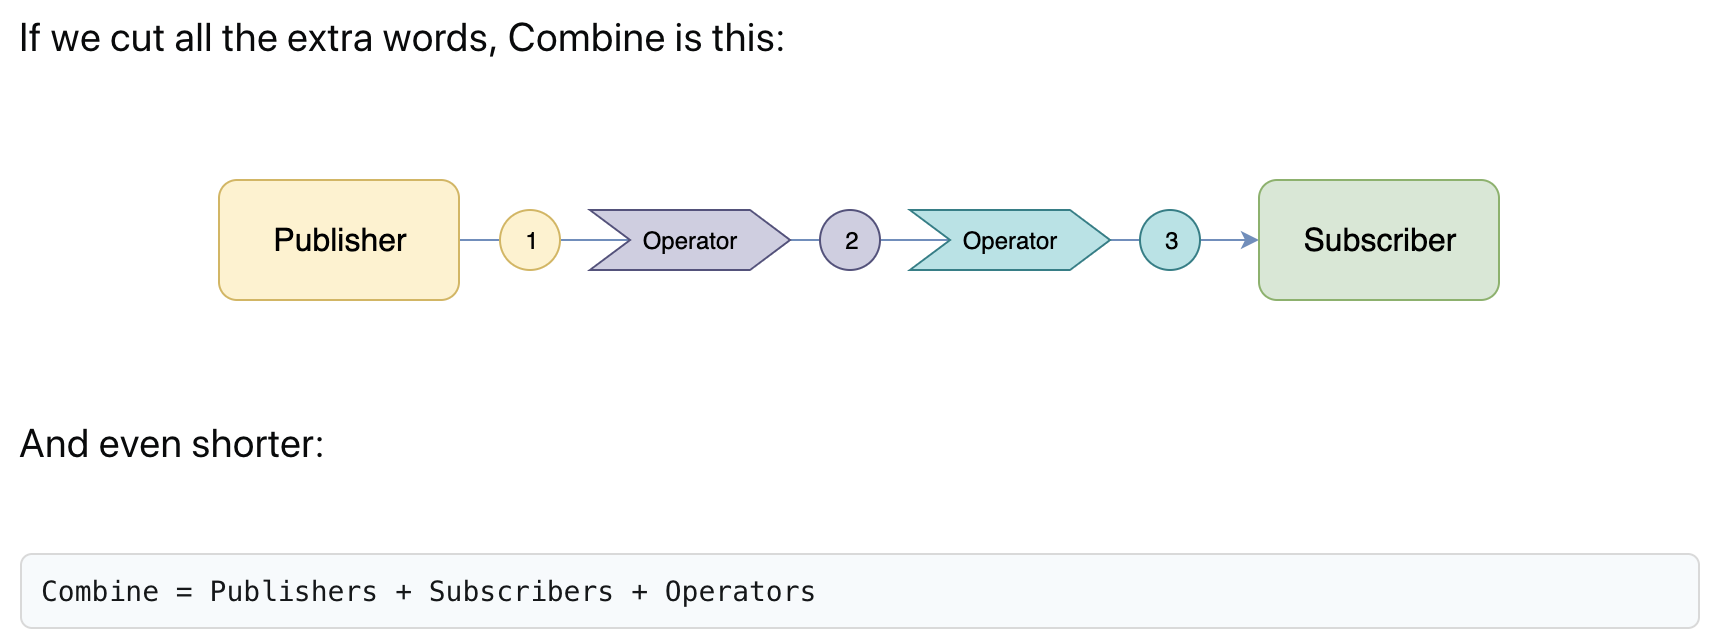 If we cut all the extra words, Combine is this:
Publisher
1
Operator
2
Operator
3
Subscriber
And even shorter:
Combine = Publishers + Subscribers + Operators